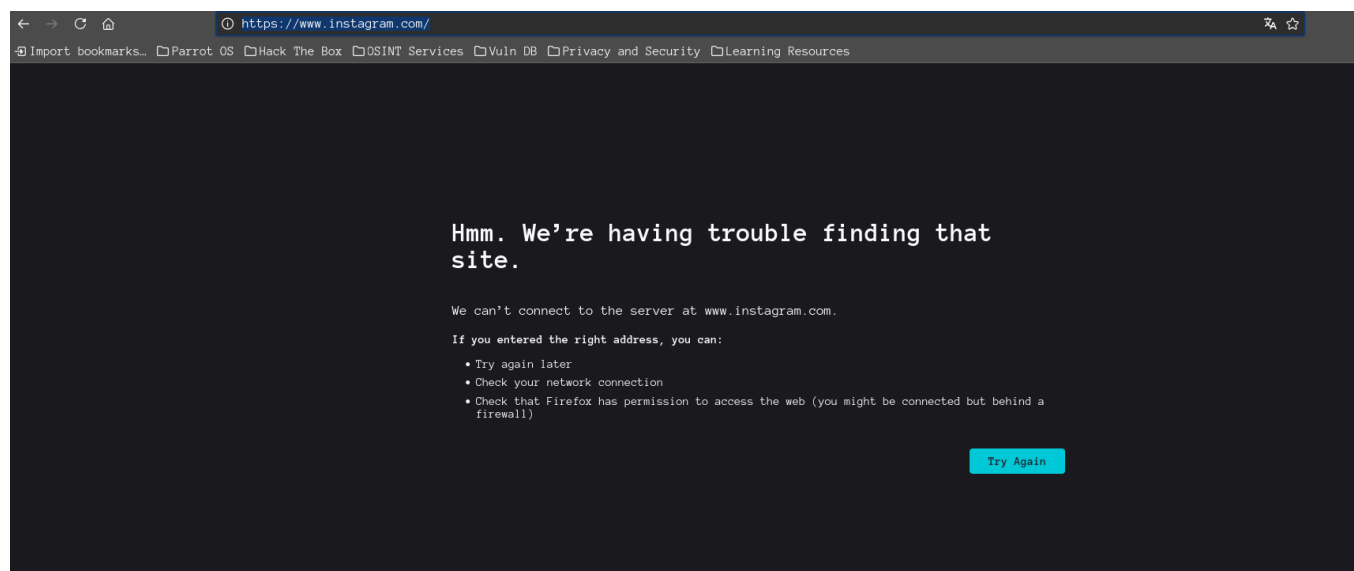 https://www.instagram.com/
Import bookmarks… Parrot OS Hack The Box OSINT Services Vuln DB Privacy and Security Learning Resources
Hmm. We’re having trouble finding that
site.
We can’t connect to the server at www.instagram.com.
If you entered the right address, you can:
• Try again later
• Check your network connection
• Check that Firefox has permission to access the web (you might be connected but behind a
firewall)
Try Again